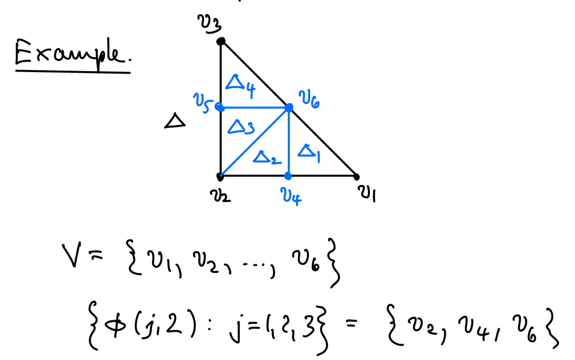 v₃
Example.
Δ₄
v₅ v₆
Δ Δ₃
Δ₂ Δ₁
v₂ v₄ v₁
V = {v₁, v₂, ..., v₆}
{ϕ(j,2) : j=1,2,3} = {v₂, v₄, v₆}